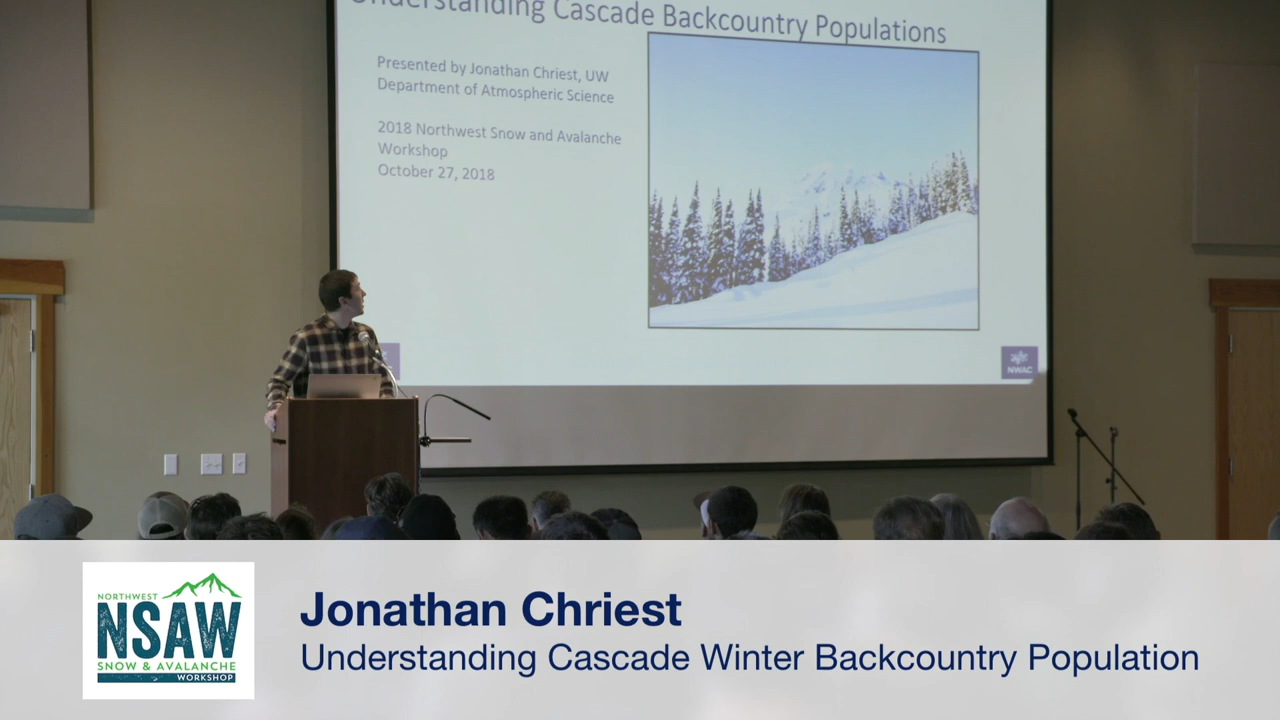 Understanding Cascade Backcountry Populations
Presented by Jonathan Chriest, UW
Department of Atmospheric Science
2018 Northwest Snow and Avalanche
Workshop
October 27, 2018
NWAC
NORTHWEST
NSAW
SNOW & AVALANCHE
WORKSHOP
Jonathan Chriest
Understanding Cascade Winter Backcountry Population